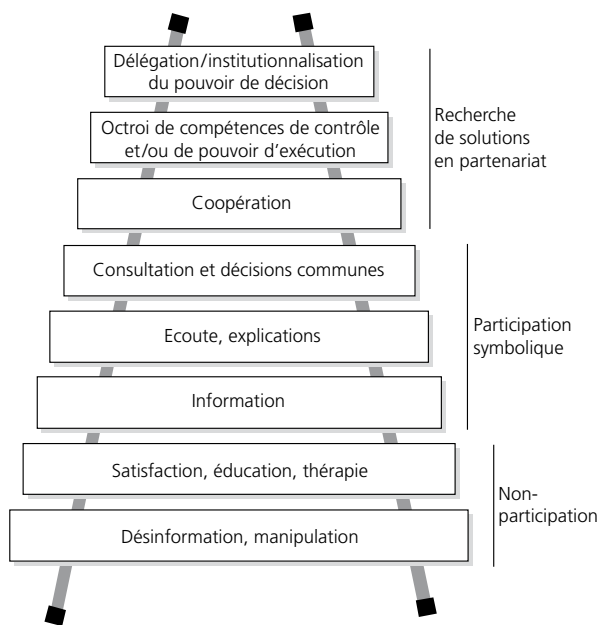 Délégation/institutionnalisation
du pouvoir de décision
Octroi de compétences de contrôle
et/ou de pouvoir d'exécution
Coopération
Recherche
de solutions
en partenariat
Consultation et décisions communes
Ecoute, explications
Information
Participation
symbolique
Satisfaction, éducation, thérapie
Désinformation, manipulation
Non-
participation